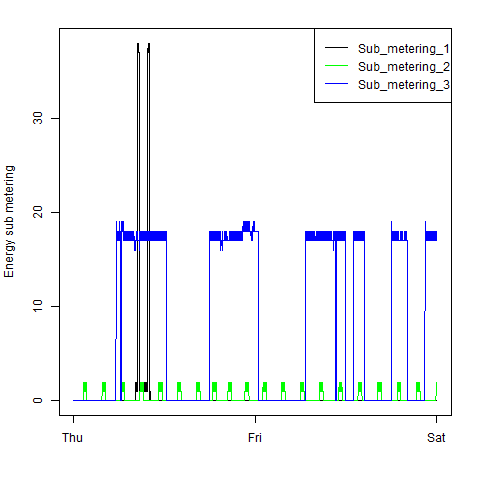 Sub_metering_1
Sub_metering_2
Sub_metering_3
Energy sub metering
30
20
10
0
Thu
Fri
Sat